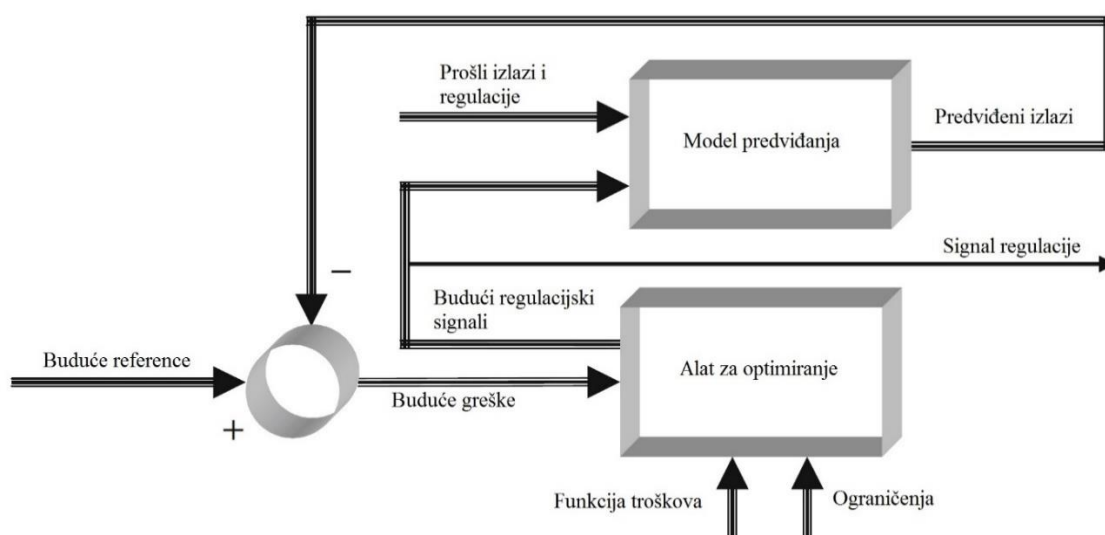 Prošli izlazi i
regulacije
Model predviđanja
Predviđeni izlazi
Signal regulacije
−
Budući regulacijski
signali
Buduće reference
Alat za optimiranje
Buduće greške
+
Funkcija troškova
Ograničenja